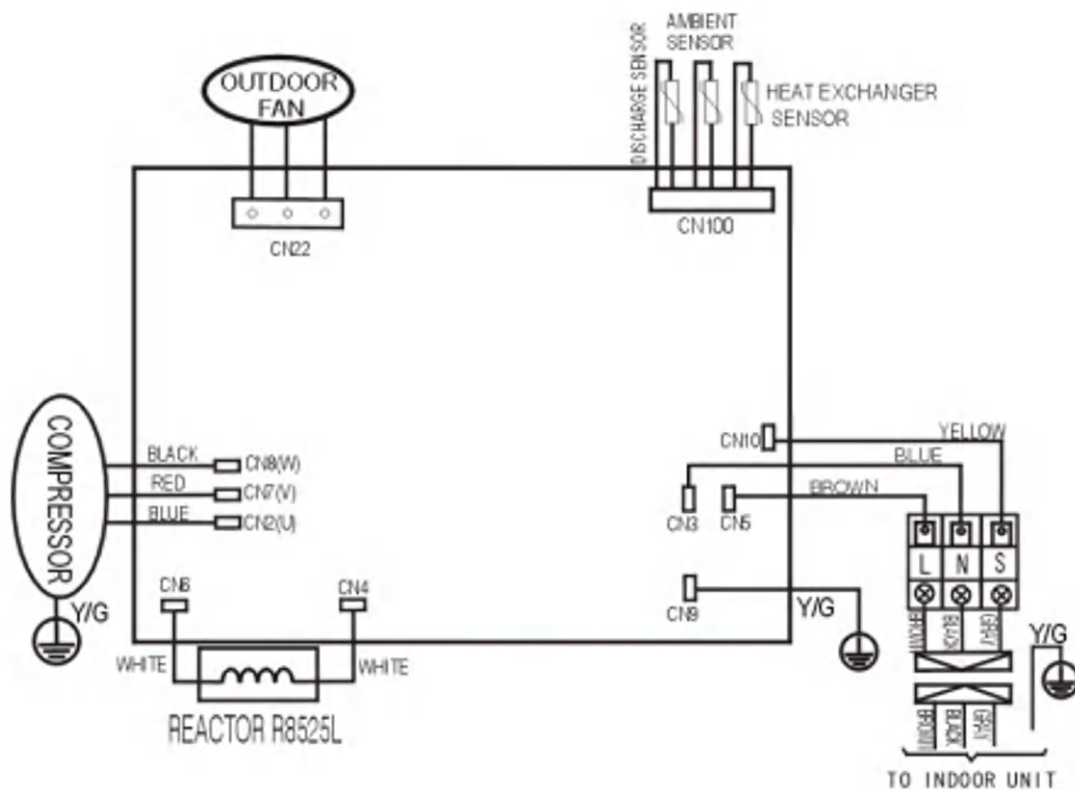 OUTDOOR
FAN
CN22
DISCHARGE SENSOR
AMBIENT
SENSOR
HEAT EXCHANGER
SENSOR
CN100
COMPRESSOR
BLACK
CN8(W)
RED
CN7(V)
BLUE
CN2(U)
Y/G
CN6
CN4
WHITE
WHITE
REACTOR R8525L
CN10
YELLOW
BLUE
BROWN
CN3
CN5
CN9
Y/G
L N S
BROWN
BLACK
GRAY
Y/G
BROWN
BLACK
GRAY
TO INDOOR UNIT